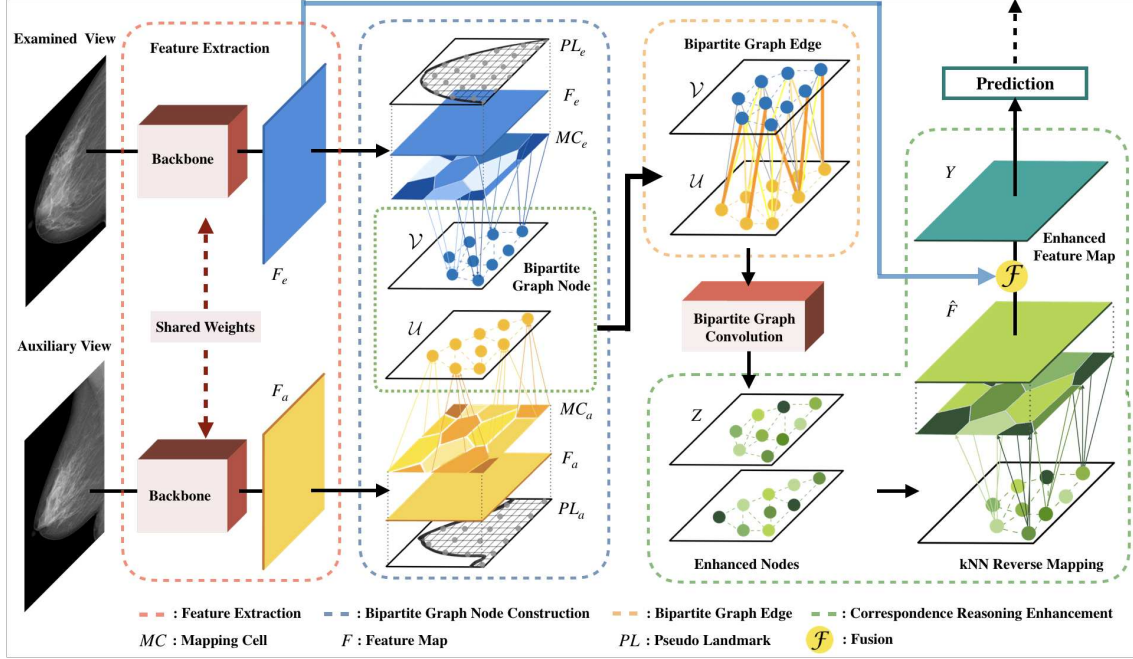 Examined View
Feature Extraction
Backbone
F_e
Shared Weights
Auxiliary View
F_a
Backbone
PL_e
F_e
MC_e
𝒱
Bipartite
Graph Node
𝒰
MC_a
F_a
PL_a
Bipartite Graph Edge
𝒱
𝒰
Bipartite Graph
Convolution
Z
Enhanced Nodes
Prediction
Y
Enhanced
Feature Map
ℱ
F̂
kNN Reverse Mapping
: Feature Extraction
: Bipartite Graph Node Construction
: Bipartite Graph Edge
: Correspondence Reasoning Enhancement
MC : Mapping Cell
F : Feature Map
PL : Pseudo Landmark
ℱ : Fusion